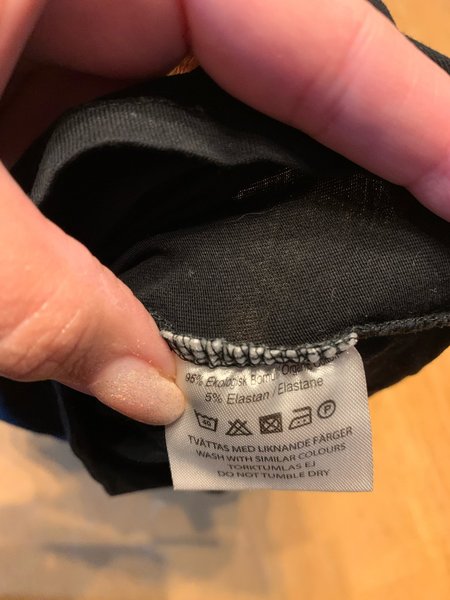 95% Ekologisk
5% Elastan / Elastane
40 P
TVÄTTAS MED LIKNANDE FÄRGER
WASH WITH SIMILAR COLOURS
TORKTUMLAS EJ
DO NOT TUMBLE DRY